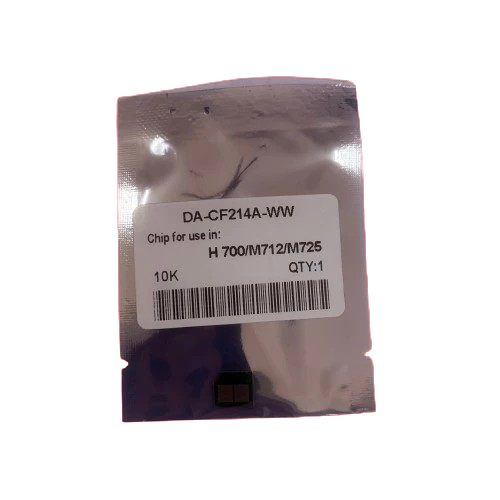 DA-CF214A-WW
Chip for use in:
H 700/M712/M725
10K QTY:1